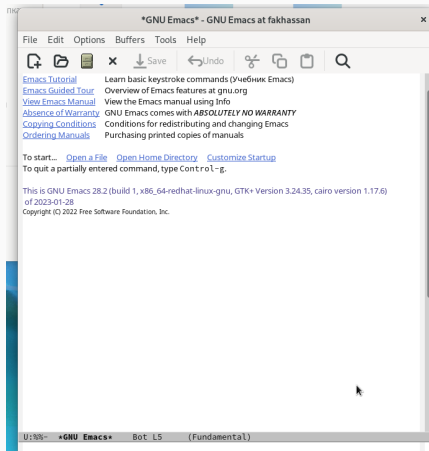 *GNU Emacs* - GNU Emacs at fakhassan
File Edit Options Buffers Tools Help
Save Undo
Emacs Tutorial Learn basic keystroke commands (Учебник Emacs)
Emacs Guided Tour Overview of Emacs features at gnu.org
View Emacs Manual View the Emacs manual using Info
Absence of Warranty GNU Emacs comes with ABSOLUTELY NO WARRANTY
Copying Conditions Conditions for redistributing and changing Emacs
Ordering Manuals Purchasing printed copies of manuals
To start... Open a File Open Home Directory Customize Startup
To quit a partially entered command, type Control-g.
This is GNU Emacs 28.2 (build 1, x86_64-redhat-linux-gnu, GTK+ Version 3.24.35, cairo version 1.17.6)
of 2023-01-28
Copyright (C) 2022 Free Software Foundation, Inc.
U:%%- *GNU Emacs* Bot L5 (Fundamental)